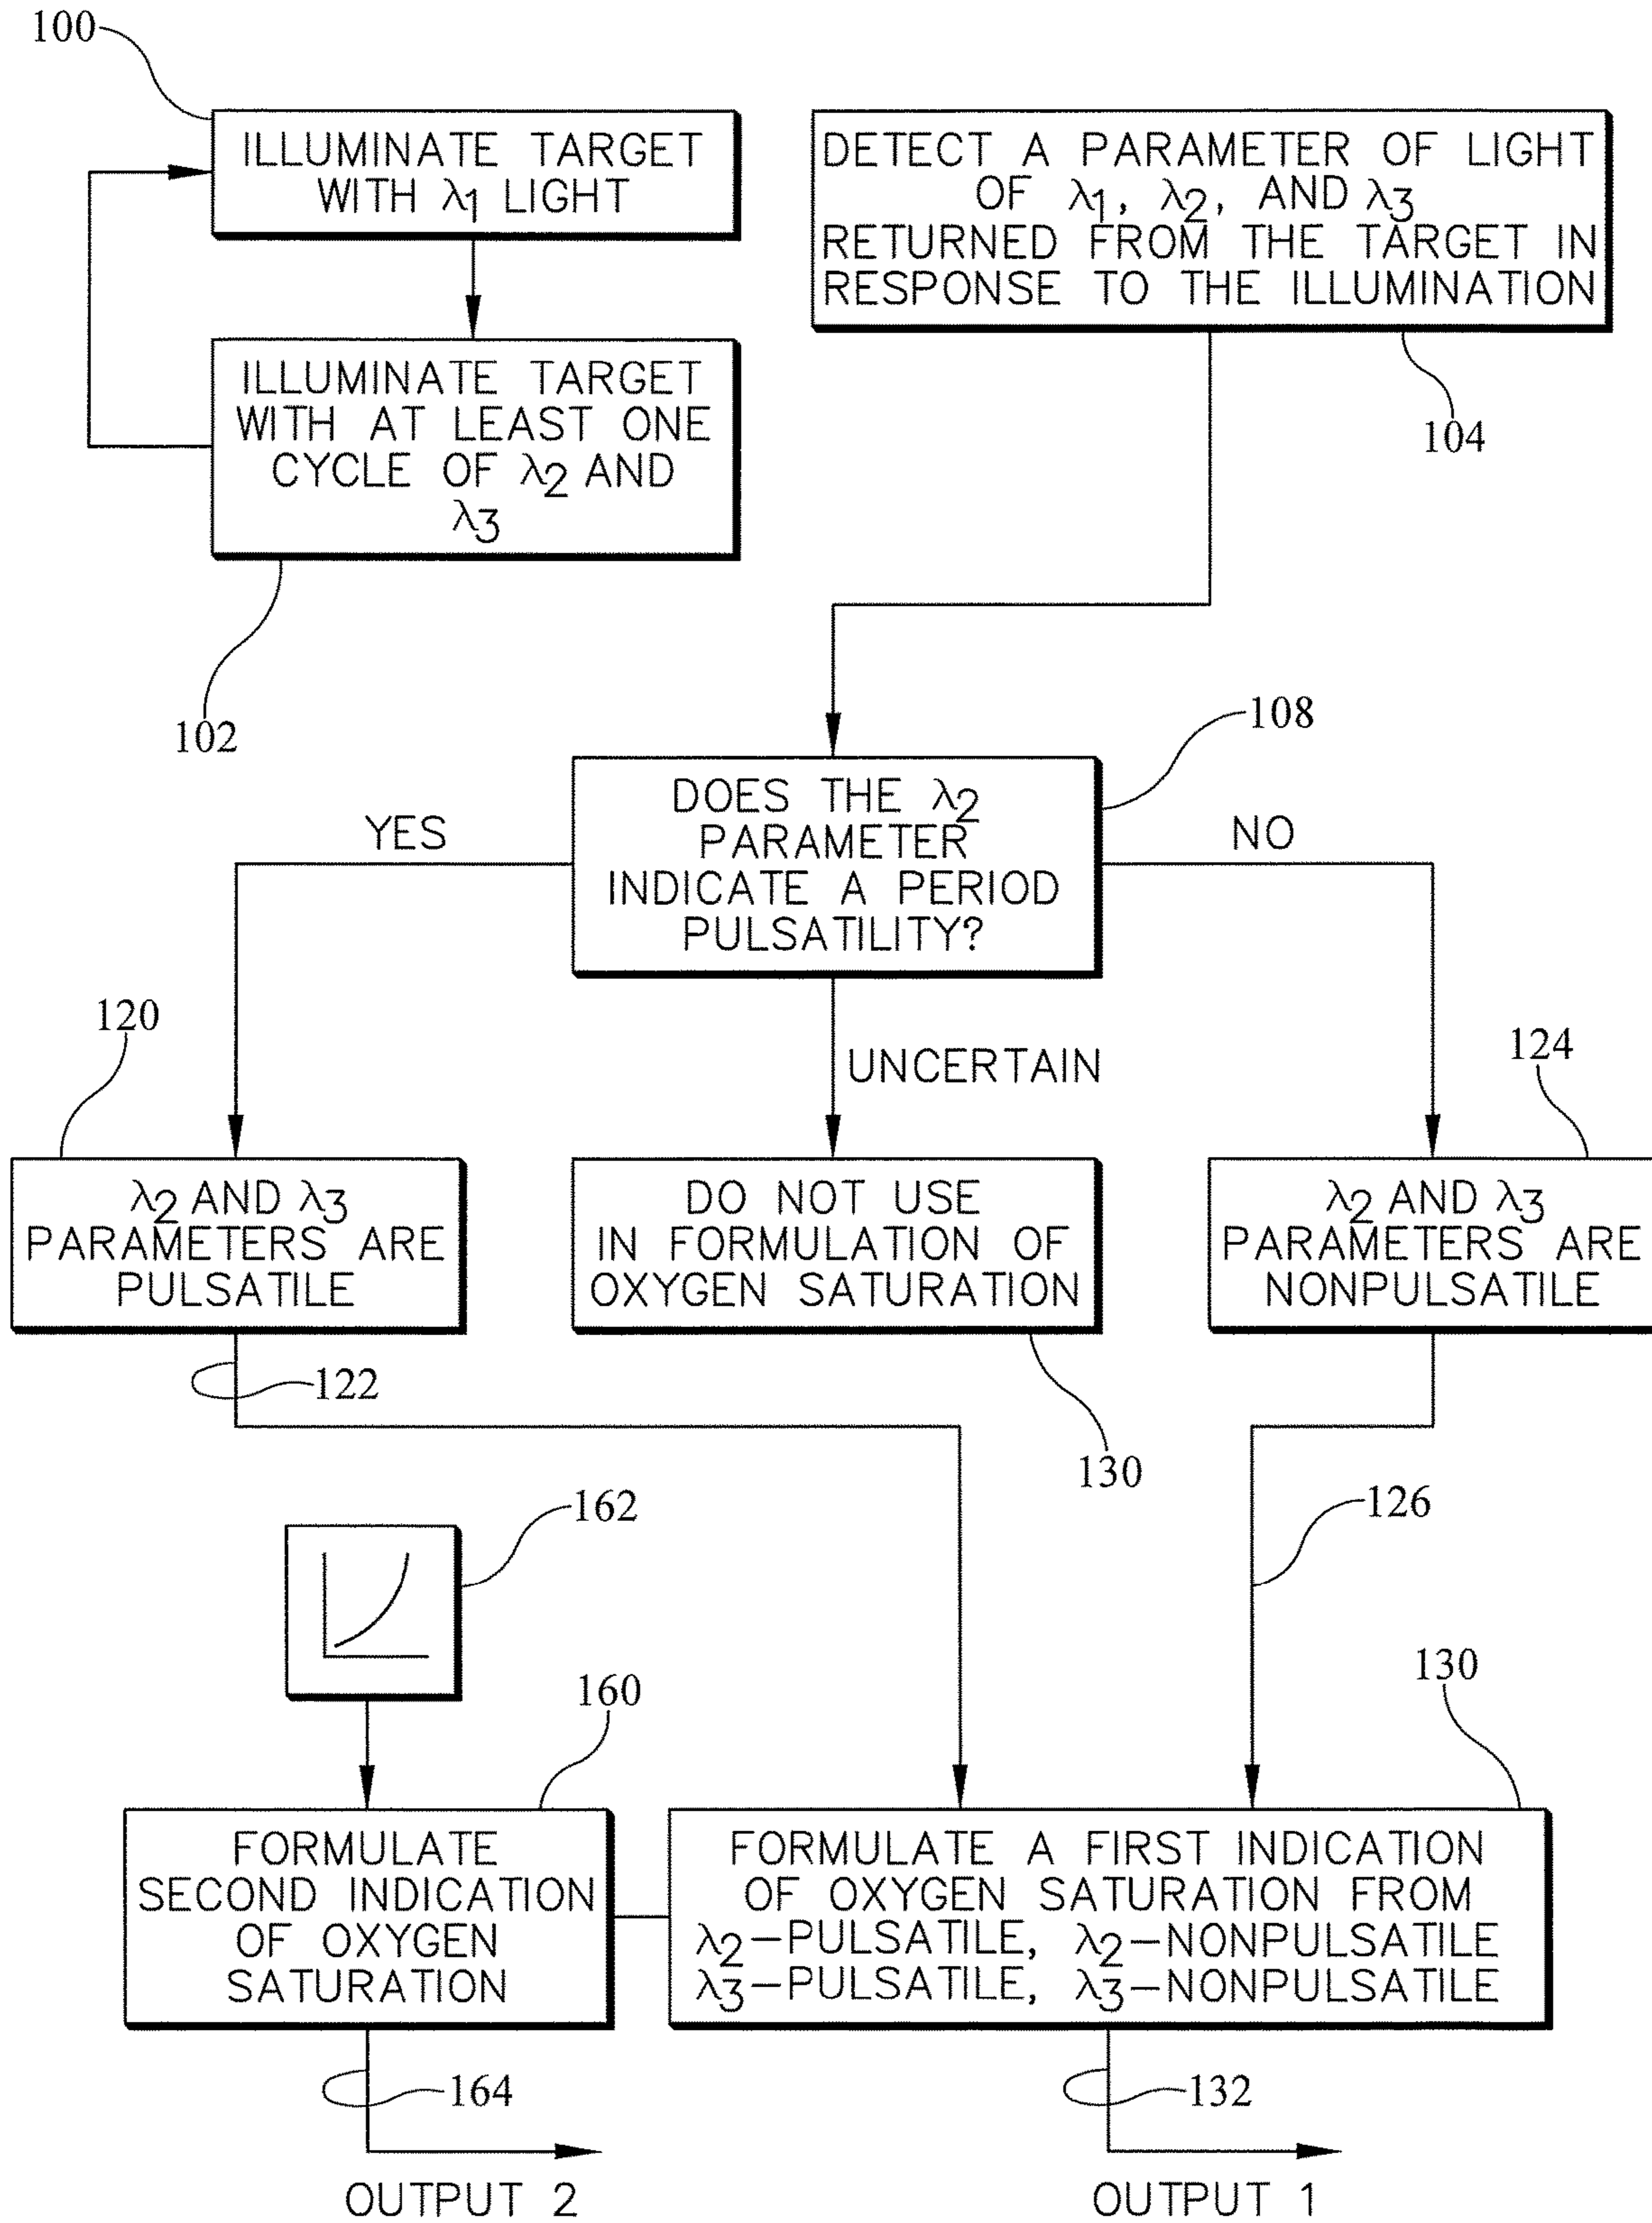 100
ILLUMINATE TARGET
WITH λ1 LIGHT
DETECT A PARAMETER OF LIGHT
OF λ1, λ2, AND λ3
RETURNED FROM THE TARGET IN
RESPONSE TO THE ILLUMINATION
104
ILLUMINATE TARGET
WITH AT LEAST ONE
CYCLE OF λ2 AND
λ3
102
108
DOES THE λ2
PARAMETER
INDICATE A PERIOD
PULSATILITY?
YES
NO
UNCERTAIN
120
124
λ2 AND λ3
PARAMETERS ARE
PULSATILE
DO NOT USE
IN FORMULATION OF
OXYGEN SATURATION
λ2 AND λ3
PARAMETERS ARE
NONPULSATILE
122
130
126
162
160
130
FORMULATE
SECOND INDICATION
OF OXYGEN
SATURATION
FORMULATE A FIRST INDICATION
OF OXYGEN SATURATION FROM
λ2–PULSATILE, λ2–NONPULSATILE
λ3–PULSATILE, λ3–NONPULSATILE
164
132
OUTPUT 2
OUTPUT 1